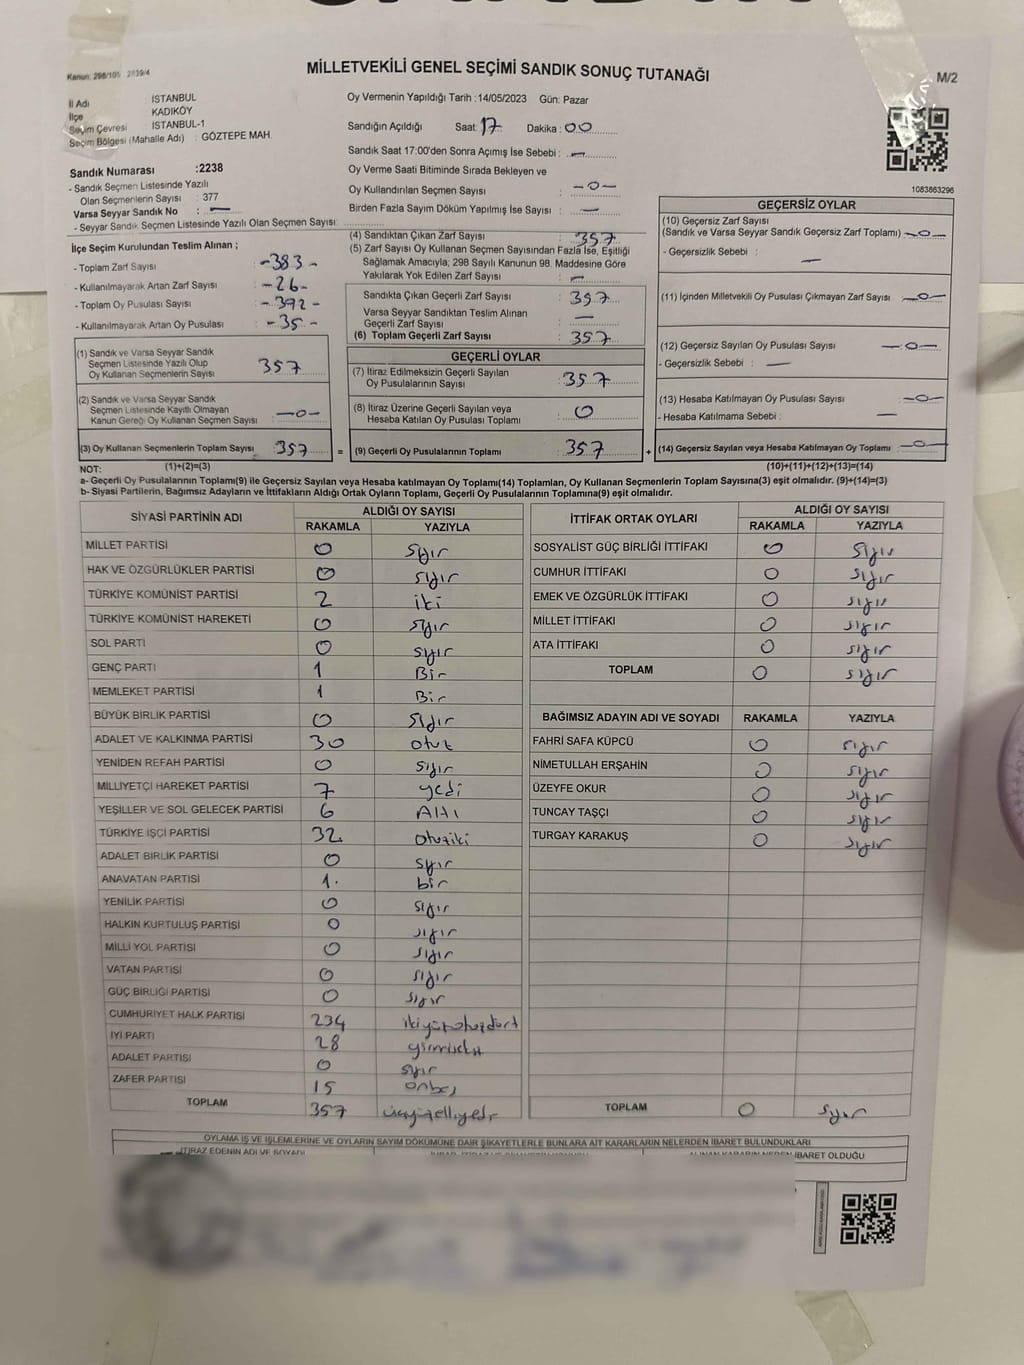 MİLLETVEKİLİ GENEL SEÇİMİ SANDIK SONUÇ TUTANAĞI
M/2
Kanun: 298/105 2839/4
İl Adı : İSTANBUL
İlçe : KADIKÖY
Seçim Çevresi : İSTANBUL-1
Seçim Bölgesi (Mahalle Adı) : GÖZTEPE MAH.
Sandık Numarası :2238
- Sandık Seçmen Listesinde Yazılı
Olan Seçmenlerin Sayısı : 377
Varsa Seyyar Sandık No : —
- Seyyar Sandık Seçmen Listesinde Yazılı Olan Seçmen Sayısı:
İlçe Seçim Kurulundan Teslim Alınan ;
- Toplam Zarf Sayısı : -383-
- Kullanılmayarak Artan Zarf Sayısı : -26-
- Toplam Oy Pusulası Sayısı : -392-
- Kullanılmayarak Artan Oy Pusulası : -35-
Oy Vermenin Yapıldığı Tarih :14/05/2023 Gün: Pazar
Sandığın Açıldığı Saat: 17 Dakika: 00
Sandık Saat 17:00'den Sonra Açımış İse Sebebi : —
Oy Verme Saati Bitiminde Sırada Bekleyen ve
Oy Kullandırılan Seçmen Sayısı : -0-
Birden Fazla Sayım Döküm Yapılmış İse Sayısı : —
(4) Sandıktan Çıkan Zarf Sayısı : 357
(5) Zarf Sayısı Oy Kullanan Seçmen Sayısından Fazla İse, Eşitliği
Sağlamak Amacıyla, 298 Sayılı Kanunun 98. Maddesine Göre
Yakılarak Yok Edilen Zarf Sayısı : —
Sandıkta Çıkan Geçerli Zarf Sayısı : 357
Varsa Seyyar Sandıktan Teslim Alınan
Geçerli Zarf Sayısı : —
(6) Toplam Geçerli Zarf Sayısı : 357
1083863296
GEÇERSİZ OYLAR
(10) Geçersiz Zarf Sayısı
(Sandık ve Varsa Seyyar Sandık Geçersiz Zarf Toplamı) -0-
- Geçersizlik Sebebi : —
(11) İçinden Milletvekili Oy Pusulası Çıkmayan Zarf Sayısı -0-
(12) Geçersiz Sayılan Oy Pusulası Sayısı -0-
- Geçersizlik Sebebi : —
(13) Hesaba Katılmayan Oy Pusulası Sayısı -0-
- Hesaba Katılmama Sebebi : —
(14) Geçersiz Sayılan veya Hesaba Katılmayan Oy Toplamı -0-
(1) Sandık ve Varsa Seyyar Sandık
Seçmen Listesinde Yazılı Olup
Oy Kullanan Seçmenlerin Sayısı : 357
(2) Sandık ve Varsa Seyyar Sandık
Seçmen Listesinde Kayıtlı Olmayan
Kanun Gereği Oy Kullanan Seçmen Sayısı : -0-
(3) Oy Kullanan Seçmenlerin Toplam Sayısı : 357 =
GEÇERLİ OYLAR
(7) İtiraz Edilmeksizin Geçerli Sayılan
Oy Pusulalarının Sayısı : 357
(8) İtiraz Üzerine Geçerli Sayılan veya
Hesaba Katılan Oy Pusulası Toplamı : 0
(9) Geçerli Oy Pusulalarının Toplamı : 357 +
NOT: (1)+(2)=(3) (10)+(11)+(12)+(13)=(14)
a- Geçerli Oy Pusulalarının Toplamı(9) ile Geçersiz Sayılan veya Hesaba katılmayan Oy Toplamı(14) Toplamları, Oy Kullanan Seçmenlerin Toplam Sayısına(3) eşit olmalıdır. (9)+(14)=(3)
b- Siyasi Partilerin, Bağımsız Adayların ve İttifakların Aldığı Ortak Oyların Toplamı, Geçerli Oy Pusulalarının Toplamına(9) eşit olmalıdır.
SİYASİ PARTİNİN ADI ALDIĞI OY SAYISI
RAKAMLA YAZIYLA
MİLLET PARTİSİ 0 sıfır
HAK VE ÖZGÜRLÜKLER PARTİSİ 0 sıfır
TÜRKİYE KOMÜNİST PARTİSİ 2 iki
TÜRKİYE KOMÜNİST HAREKETİ 0 sıfır
SOL PARTİ 0 sıfır
GENÇ PARTİ 1 Bir
MEMLEKET PARTİSİ 1 Bir
BÜYÜK BİRLİK PARTİSİ 0 sıfır
ADALET VE KALKINMA PARTİSİ 30 otuz
YENİDEN REFAH PARTİSİ 0 sıfır
MİLLİYETÇİ HAREKET PARTİSİ 7 yedi
YEŞİLLER VE SOL GELECEK PARTİSİ 6 Altı
TÜRKİYE İŞÇİ PARTİSİ 32 otuziki
ADALET BİRLİK PARTİSİ 0 sıfır
ANAVATAN PARTİSİ 1. bir
YENİLİK PARTİSİ 0 sıfır
HALKIN KURTULUŞ PARTİSİ 0 sıfır
MİLLİ YOL PARTİSİ 0 sıfır
VATAN PARTİSİ 0 sıfır
GÜÇ BİRLİĞİ PARTİSİ 0 sıfır
CUMHURİYET HALK PARTİSİ 234 ikiyüzotuzdört
İYİ PARTİ 28 yirmisekiz
ADALET PARTİSİ 0 sıfır
ZAFER PARTİSİ 15 onbeş
TOPLAM 357 üçyüzelliyedi
İTTİFAK ORTAK OYLARI ALDIĞI OY SAYISI
RAKAMLA YAZIYLA
SOSYALİST GÜÇ BİRLİĞİ İTTİFAKI 0 sıfır
CUMHUR İTTİFAKI 0 sıfır
EMEK VE ÖZGÜRLÜK İTTİFAKI 0 sıfır
MİLLET İTTİFAKI 0 sıfır
ATA İTTİFAKI 0 sıfır
TOPLAM 0 sıfır
BAĞIMSIZ ADAYIN ADI VE SOYADI RAKAMLA YAZIYLA
FAHRİ SAFA KÜPCÜ 0 sıfır
NİMETULLAH ERŞAHİN 0 sıfır
ÜZEYFE OKUR 0 sıfır
TUNCAY TAŞÇI 0 sıfır
TURGAY KARAKUŞ 0 sıfır
TOPLAM 0 sıfır
OYLAMA İŞ VE İŞLEMLERİNE VE OYLARIN SAYIM DÖKÜMÜNE DAİR ŞİKAYETLERLE BUNLARA AİT KARARLARIN NELERDEN İBARET BULUNDUKLARI
İTİRAZ EDENİN ADI VE SOYADI
ALINAN KARARIN NEDEN İBARET OLDUĞU